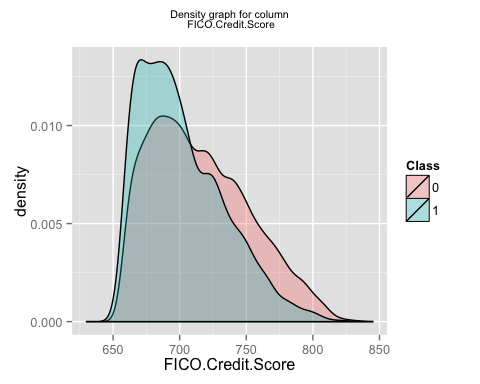 Density graph for column
FICO.Credit.Score
density
0.010
0.005
0.000
650 700 750 800 850
FICO.Credit.Score
Class
0
1